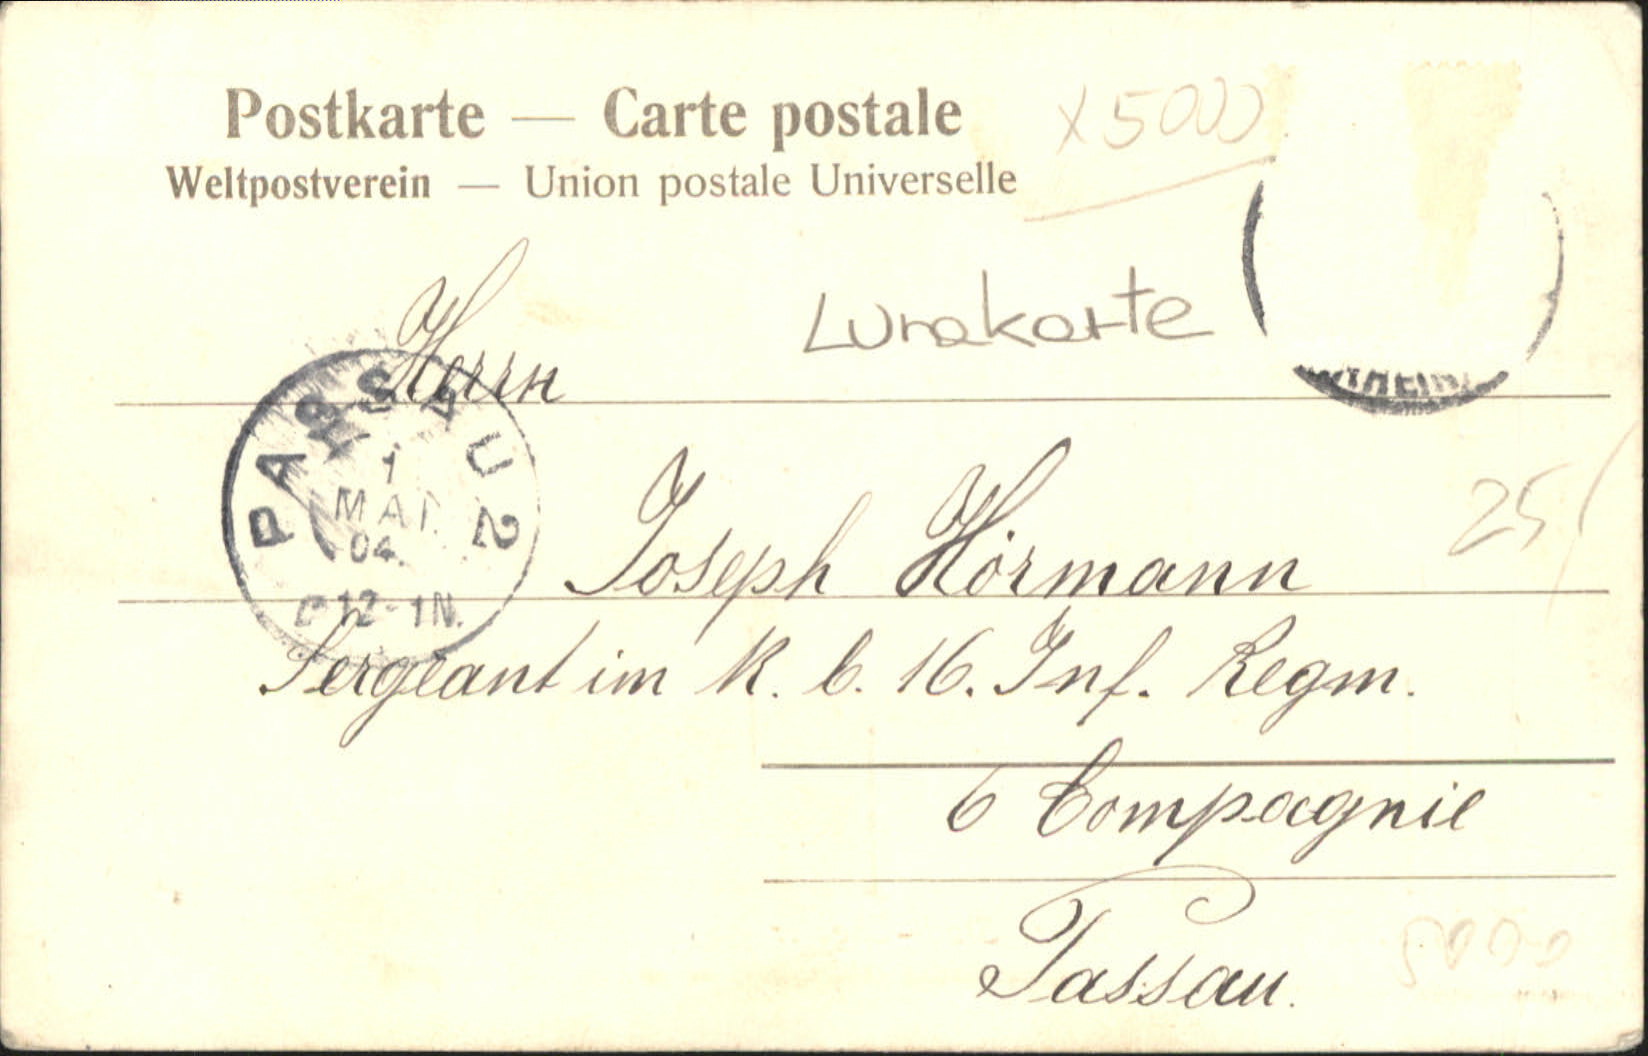 Postkarte — Carte postale
Weltpostverein — Union postale Universelle
x 5000
Lunakarte
Herrn
PASSAU 2
1
MAI.
04.
12-1N.
Joseph Hörmann
25
Sergeant im K. b. 16. Inf. Regm.
6 Compagnie
Passau.
5000